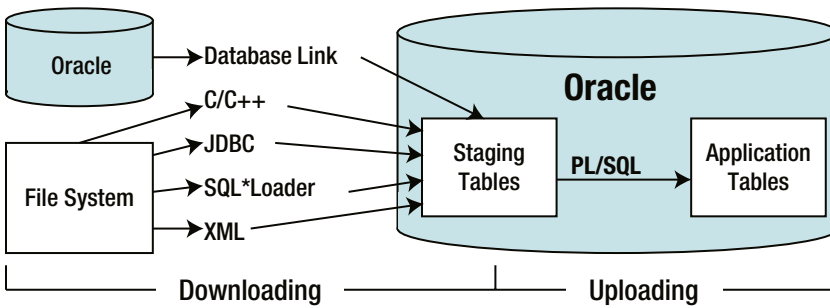 Oracle
Database Link
C/C++
JDBC
SQL*Loader
XML
File System
Oracle
Staging
Tables
PL/SQL
Application
Tables
Downloading
Uploading